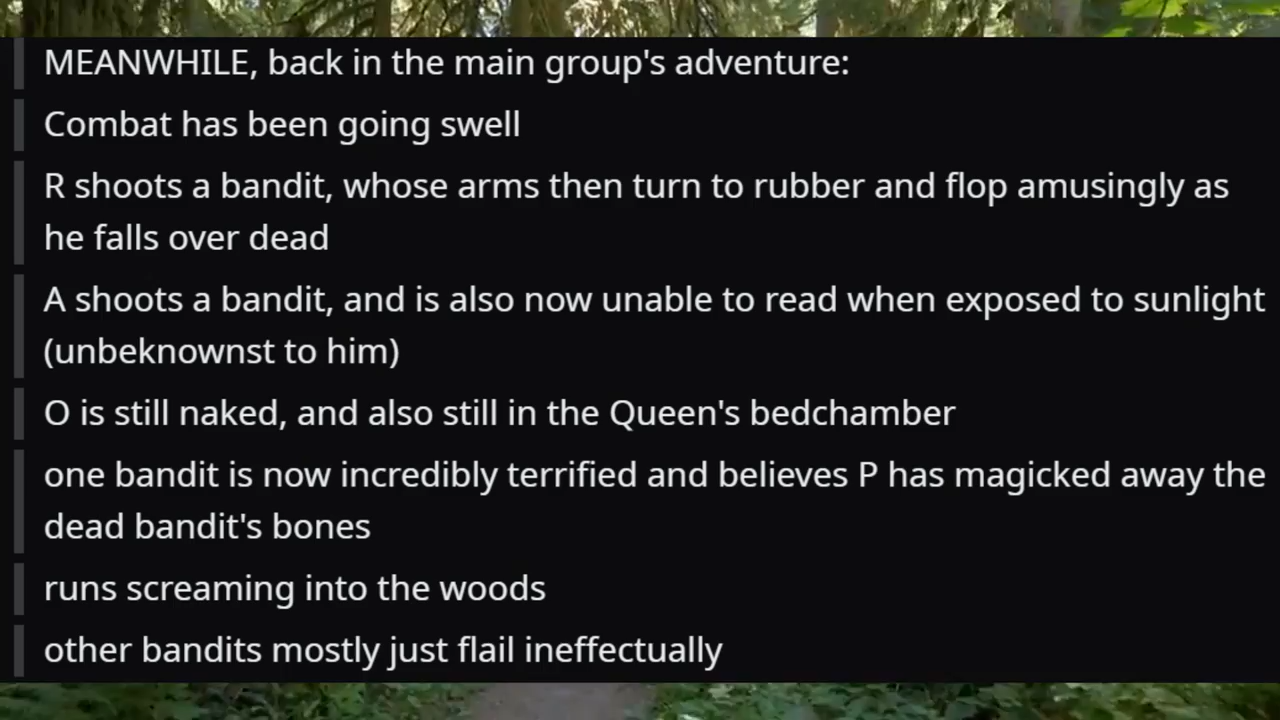 MEANWHILE, back in the main group's adventure:
Combat has been going swell
R shoots a bandit, whose arms then turn to rubber and flop amusingly as
he falls over dead
A shoots a bandit, and is also now unable to read when exposed to sunlight
(unbeknownst to him)
O is still naked, and also still in the Queen's bedchamber
one bandit is now incredibly terrified and believes P has magicked away the
dead bandit's bones
runs screaming into the woods
other bandits mostly just flail ineffectually